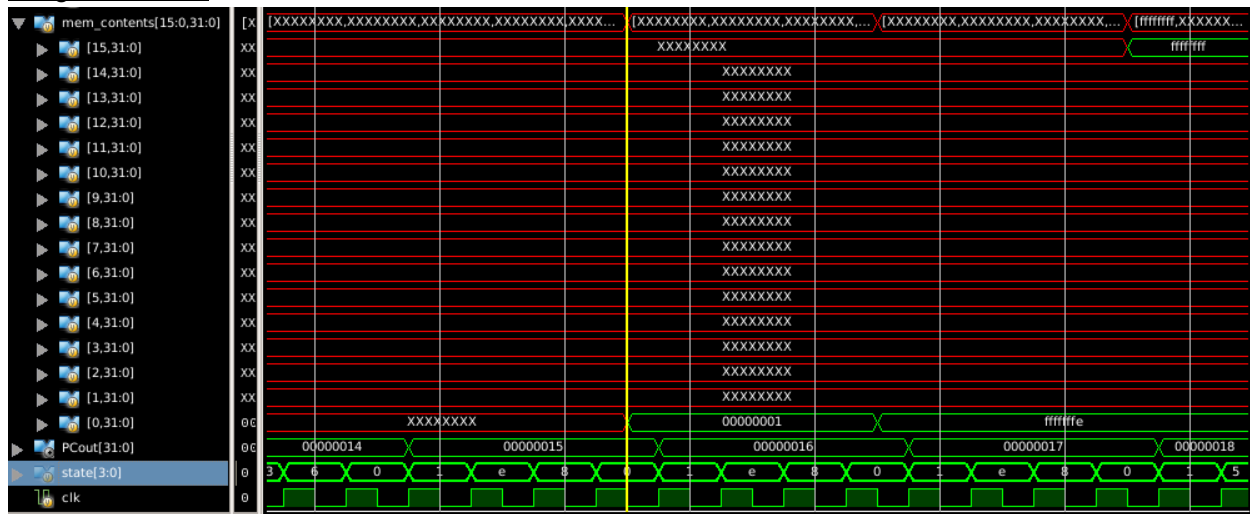 mem_contents[15:0,31:0] [X [XXXXXXXX,XXXXXXXX,XXXXXXXX,XXXXXXXX,XXXX... [XXXXXXXX,XXXXXXXX,XXXXXXXX,... [XXXXXXXX,XXXXXXXX,XXXXXXXX,... [ffffffff,XXXXXX...
[15,31:0] XX XXXXXXXX ffffffff
[14,31:0] XX XXXXXXXX
[13,31:0] XX XXXXXXXX
[12,31:0] XX XXXXXXXX
[11,31:0] XX XXXXXXXX
[10,31:0] XX XXXXXXXX
[9,31:0] XX XXXXXXXX
[8,31:0] XX XXXXXXXX
[7,31:0] XX XXXXXXXX
[6,31:0] XX XXXXXXXX
[5,31:0] XX XXXXXXXX
[4,31:0] XX XXXXXXXX
[3,31:0] XX XXXXXXXX
[2,31:0] XX XXXXXXXX
[1,31:0] XX XXXXXXXX
[0,31:0] 00 XXXXXXXX 00000001 fffffffe
PCout[31:0] 00 00000014 00000015 00000016 00000017 00000018
state[3:0] 0 3 6 0 1 e 8 0 1 e 8 0 1 e 8 0 1 5
clk 0